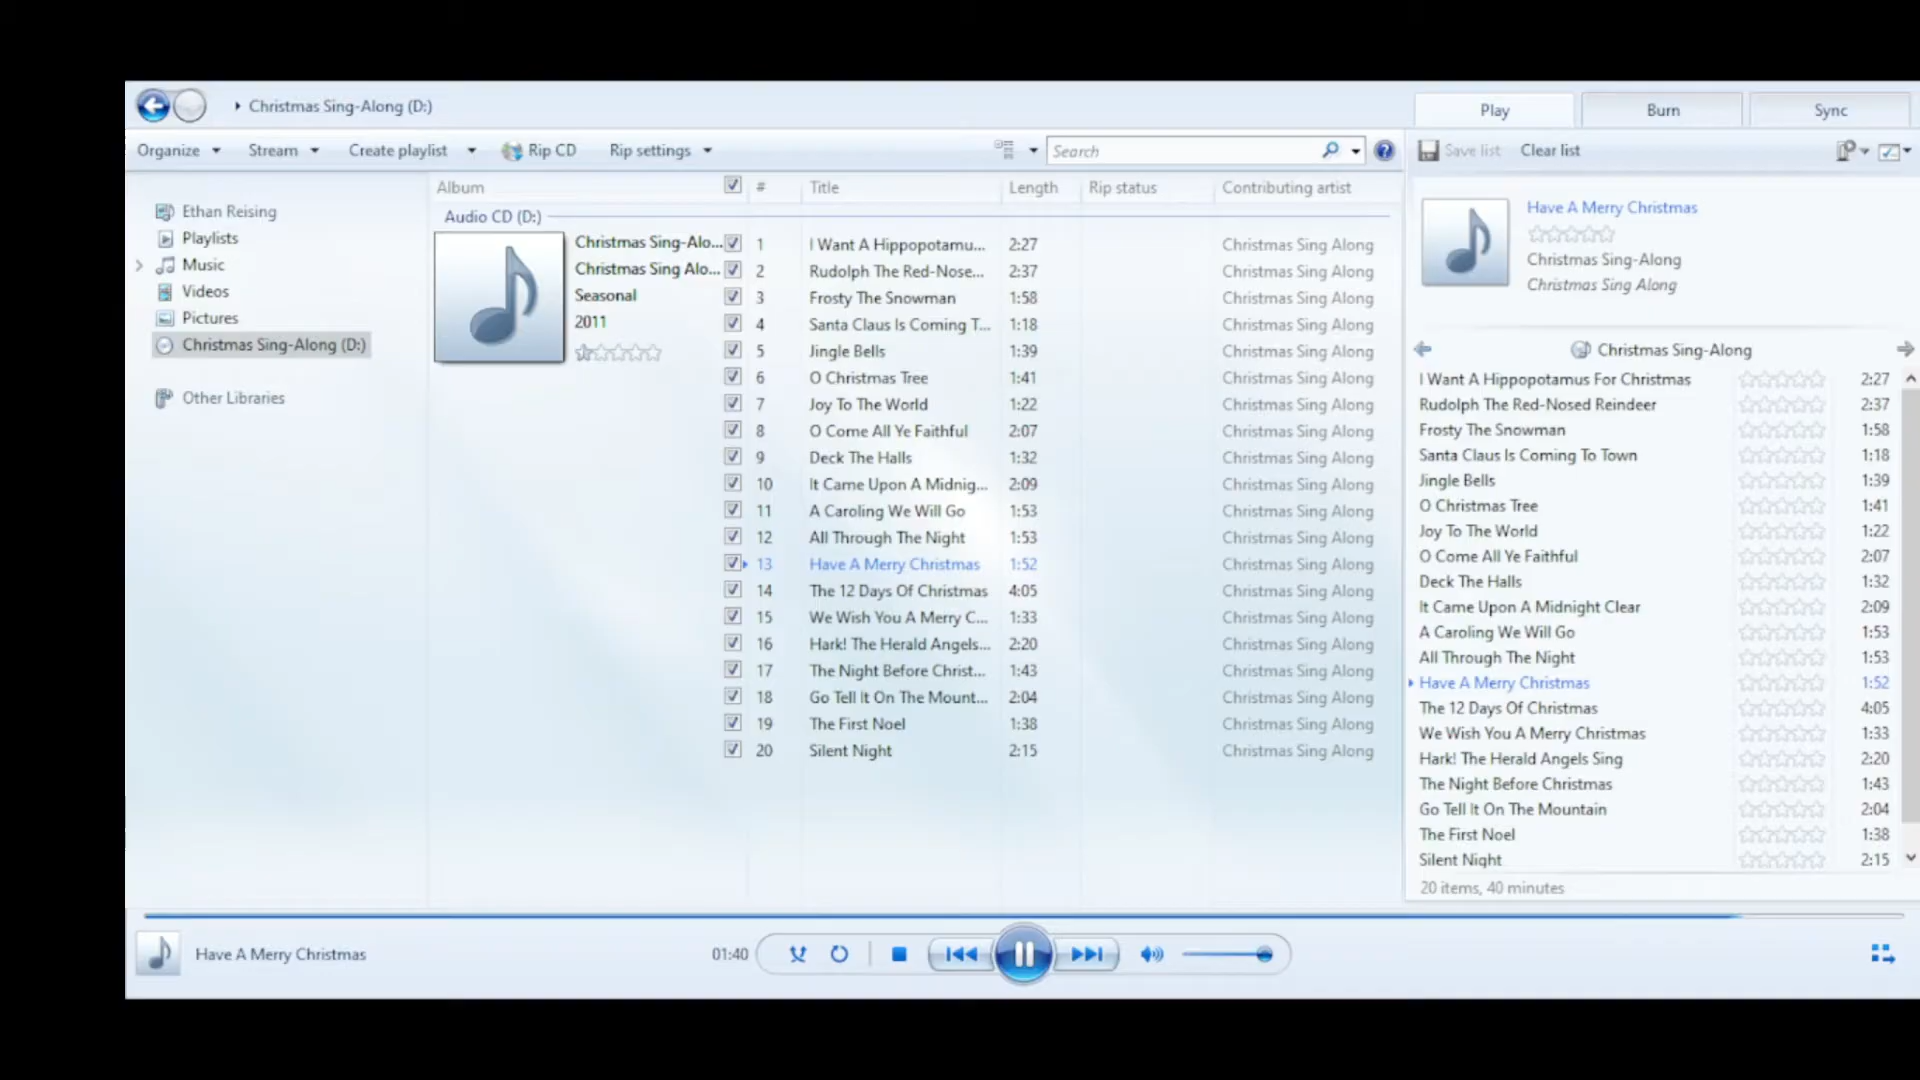 Christmas Sing-Along (D:)
Play Burn Sync
Organize Stream Create playlist Rip CD Rip settings Search Save list Clear list
Album # Title Length Rip status Contributing artist
Audio CD (D:)
Ethan Reising
Playlists
Music
Videos
Pictures
Christmas Sing-Along (D:)
Other Libraries
Christmas Sing-Alo...
Christmas Sing Alo...
Seasonal
2011
1 I Want A Hippopotamu... 2:27 Christmas Sing Along
2 Rudolph The Red-Nose... 2:37 Christmas Sing Along
3 Frosty The Snowman 1:58 Christmas Sing Along
4 Santa Claus Is Coming T... 1:18 Christmas Sing Along
5 Jingle Bells 1:39 Christmas Sing Along
6 O Christmas Tree 1:41 Christmas Sing Along
7 Joy To The World 1:22 Christmas Sing Along
8 O Come All Ye Faithful 2:07 Christmas Sing Along
9 Deck The Halls 1:32 Christmas Sing Along
10 It Came Upon A Midnig... 2:09 Christmas Sing Along
11 A Caroling We Will Go 1:53 Christmas Sing Along
12 All Through The Night 1:53 Christmas Sing Along
13 Have A Merry Christmas 1:52 Christmas Sing Along
14 The 12 Days Of Christmas 4:05 Christmas Sing Along
15 We Wish You A Merry C... 1:33 Christmas Sing Along
16 Hark! The Herald Angels... 2:20 Christmas Sing Along
17 The Night Before Christ... 1:43 Christmas Sing Along
18 Go Tell It On The Mount... 2:04 Christmas Sing Along
19 The First Noel 1:38 Christmas Sing Along
20 Silent Night 2:15 Christmas Sing Along
Have A Merry Christmas
Christmas Sing-Along
Christmas Sing Along
Christmas Sing-Along
I Want A Hippopotamus For Christmas 2:27
Rudolph The Red-Nosed Reindeer 2:37
Frosty The Snowman 1:58
Santa Claus Is Coming To Town 1:18
Jingle Bells 1:39
O Christmas Tree 1:41
Joy To The World 1:22
O Come All Ye Faithful 2:07
Deck The Halls 1:32
It Came Upon A Midnight Clear 2:09
A Caroling We Will Go 1:53
All Through The Night 1:53
Have A Merry Christmas 1:52
The 12 Days Of Christmas 4:05
We Wish You A Merry Christmas 1:33
Hark! The Herald Angels Sing 2:20
The Night Before Christmas 1:43
Go Tell It On The Mountain 2:04
The First Noel 1:38
Silent Night 2:15
20 items, 40 minutes
Have A Merry Christmas 01:40